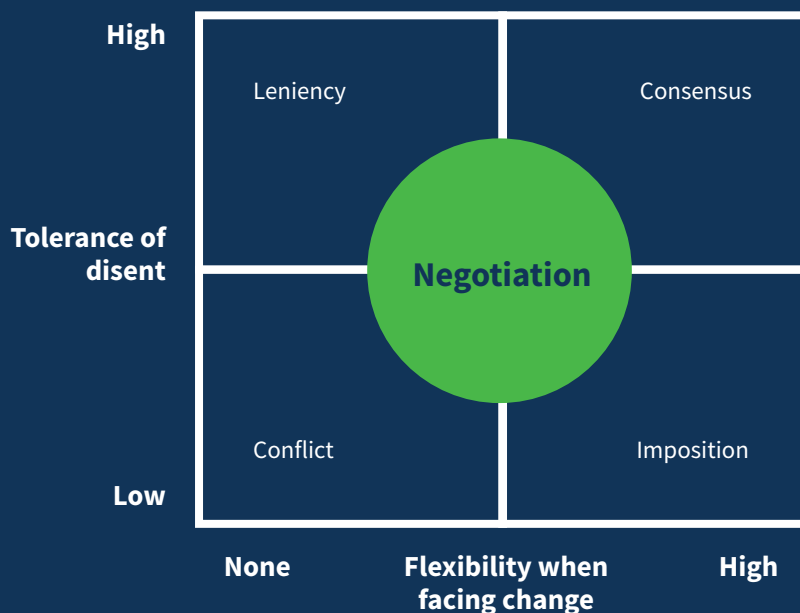 High
Leniency
Consensus
Tolerance of
disent
Negotiation
Conflict
Imposition
Low
None
Flexibility when
facing change
High